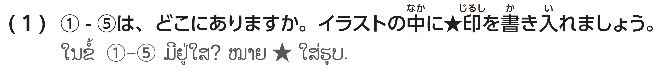 (1) ①-⑤は、どこにありますか。イラストの中に★印を書き入れましょう。
ໃນຂໍ້ ①-⑤ ມີຢູ່ໃສ? ໝາຍ ★ ໃສ່ຮູບ.